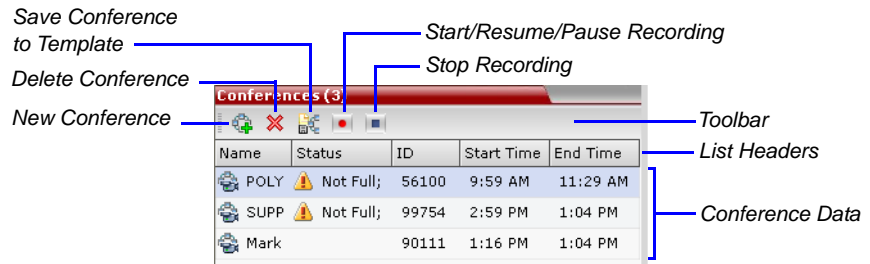 Save Conference
to Template
Start/Resume/Pause Recording
Delete Conference
Stop Recording
New Conference
Conferences (3)
Toolbar
Name Status ID Start Time End Time
List Headers
POLY Not Full; 56100 9:59 AM 11:29 AM
SUPP Not Full; 99754 2:59 PM 1:04 PM
Conference Data
Mark 90111 1:16 PM 1:04 PM